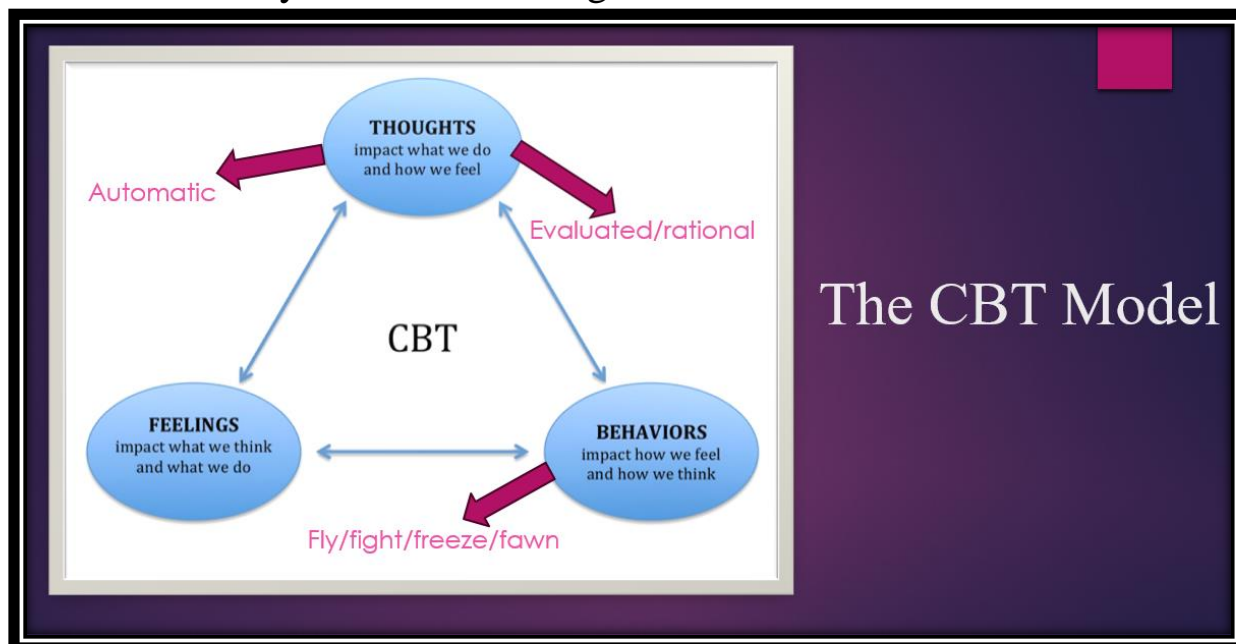 THOUGHTS
impact what we do
and how we feel
Automatic
Evaluated/rational
CBT
FEELINGS
impact what we think
and what we do
BEHAVIORS
impact how we feel
and how we think
Fly/fight/freeze/fawn
The CBT Model